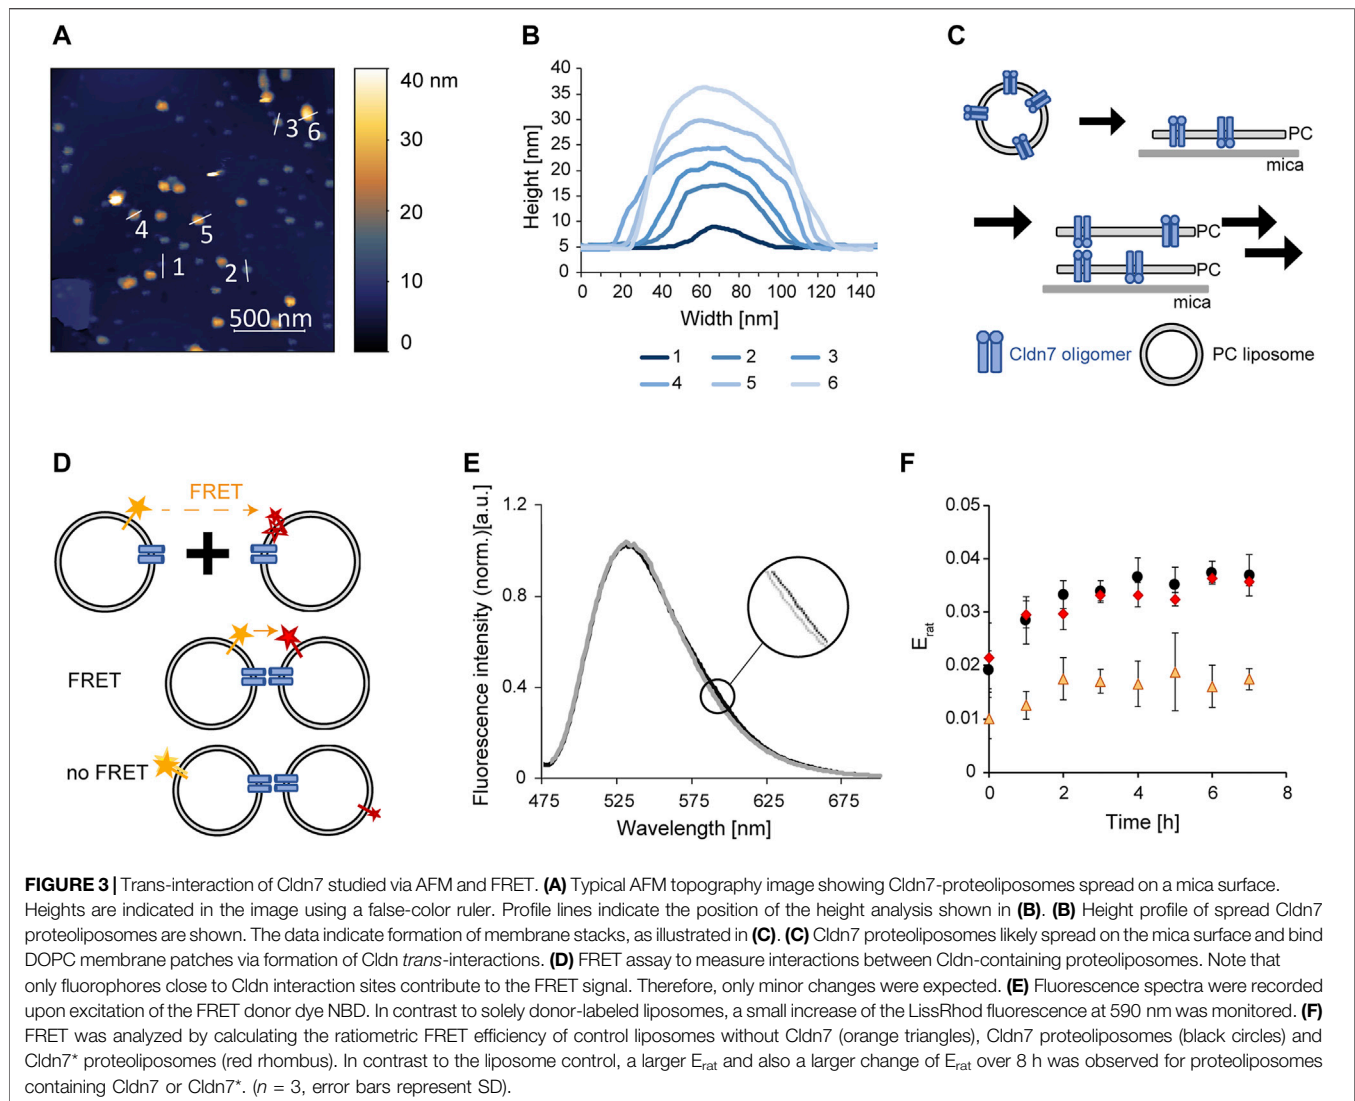 A
40 nm
30
20
10
0
3
6
4
5
1
2
500 nm
B
Height [nm]
40
35
30
25
20
15
10
5
0
0 20 40 60 80 100 120 140
Width [nm]
1 2 3
4 5 6
C
PC
mica
PC
PC
mica
Cldn7 oligomer
PC liposome
D
FRET
FRET
no FRET
E
Fluorescence intensity (norm.)[a.u.]
1.2
0.8
0.4
0
475 525 575 625 675
Wavelength [nm]
F
E_rat
0.05
0.04
0.03
0.02
0.01
0
0 2 4 6 8
Time [h]
FIGURE 3 | Trans-interaction of Cldn7 studied via AFM and FRET. (A) Typical AFM topography image showing Cldn7-proteoliposomes spread on a mica surface.
Heights are indicated in the image using a false-color ruler. Profile lines indicate the position of the height analysis shown in (B). (B) Height profile of spread Cldn7
proteoliposomes are shown. The data indicate formation of membrane stacks, as illustrated in (C). (C) Cldn7 proteoliposomes likely spread on the mica surface and bind
DOPC membrane patches via formation of Cldn trans-interactions. (D) FRET assay to measure interactions between Cldn-containing proteoliposomes. Note that
only fluorophores close to Cldn interaction sites contribute to the FRET signal. Therefore, only minor changes were expected. (E) Fluorescence spectra were recorded
upon excitation of the FRET donor dye NBD. In contrast to solely donor-labeled liposomes, a small increase of the LissRhod fluorescence at 590 nm was monitored. (F)
FRET was analyzed by calculating the ratiometric FRET efficiency of control liposomes without Cldn7 (orange triangles), Cldn7 proteoliposomes (black circles) and
Cldn7* proteoliposomes (red rhombus). In contrast to the liposome control, a larger E_rat and also a larger change of E_rat over 8 h was observed for proteoliposomes
containing Cldn7 or Cldn7*. (n = 3, error bars represent SD).